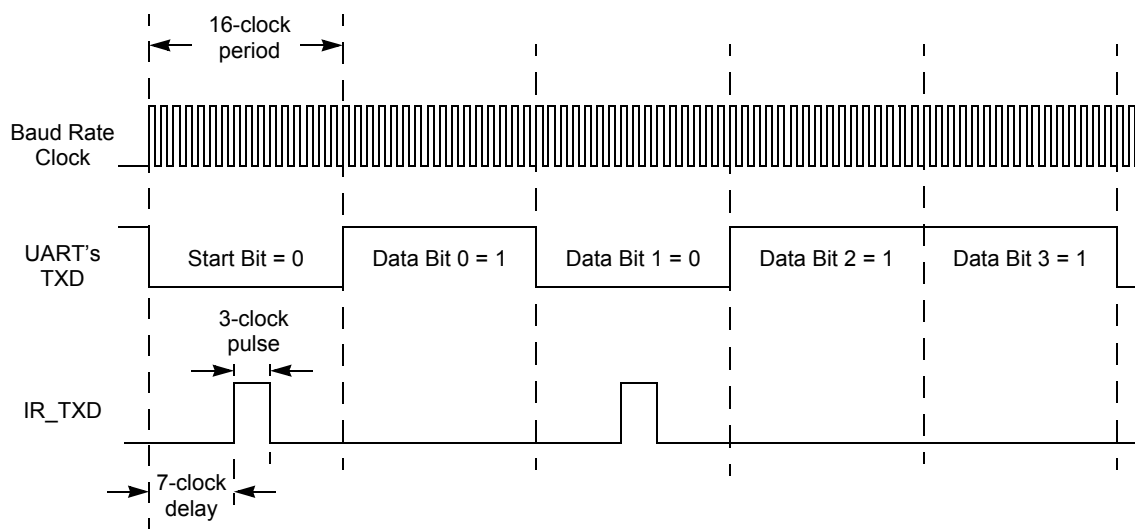 16-clock
period
Baud Rate
Clock
UART's
TXD
Start Bit = 0
Data Bit 0 = 1
Data Bit 1 = 0
Data Bit 2 = 1
Data Bit 3 = 1
3-clock
pulse
IR_TXD
7-clock
delay